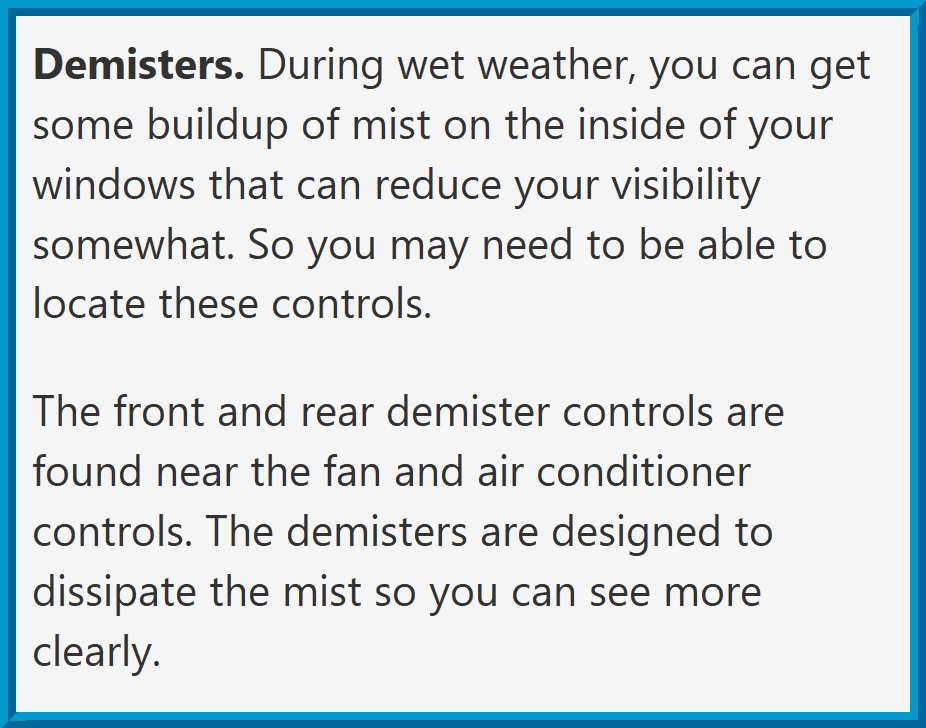 Demisters. During wet weather, you can get
some buildup of mist on the inside of your
windows that can reduce your visibility
somewhat. So you may need to be able to
locate these controls.
The front and rear demister controls are
found near the fan and air conditioner
controls. The demisters are designed to
dissipate the mist so you can see more
clearly.